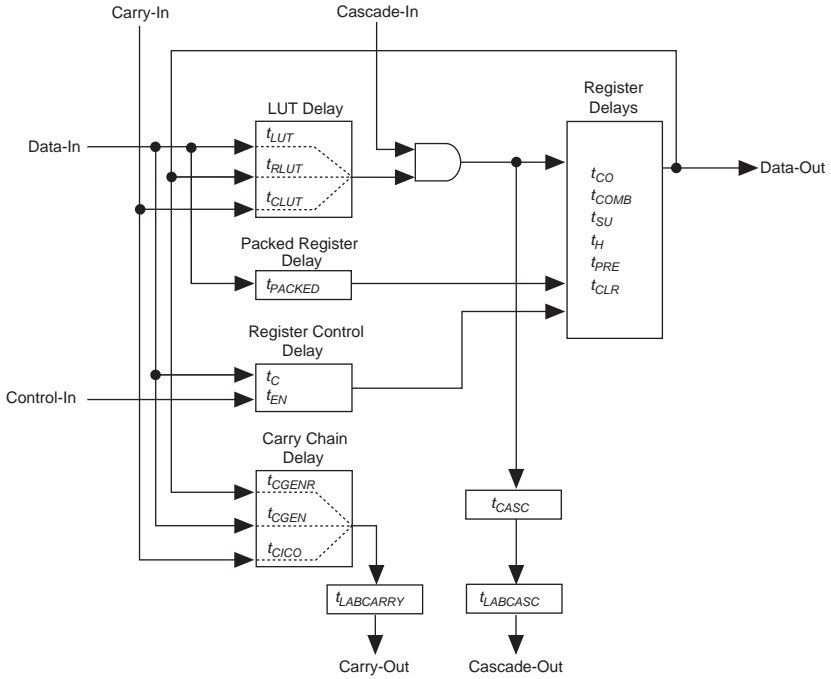 Carry-In
Cascade-In
LUT Delay
Register
Delays
Data-In
tLUT
tRLUT
tCLUT
tCO
tCOMB
tSU
tH
tPRE
tCLR
Data-Out
Packed Register
Delay
tPACKED
Register Control
Delay
tC
tEN
Control-In
Carry Chain
Delay
tCGENR
tCGEN
tCICO
tCASC
tLABCARRY
tLABCASC
Carry-Out
Cascade-Out